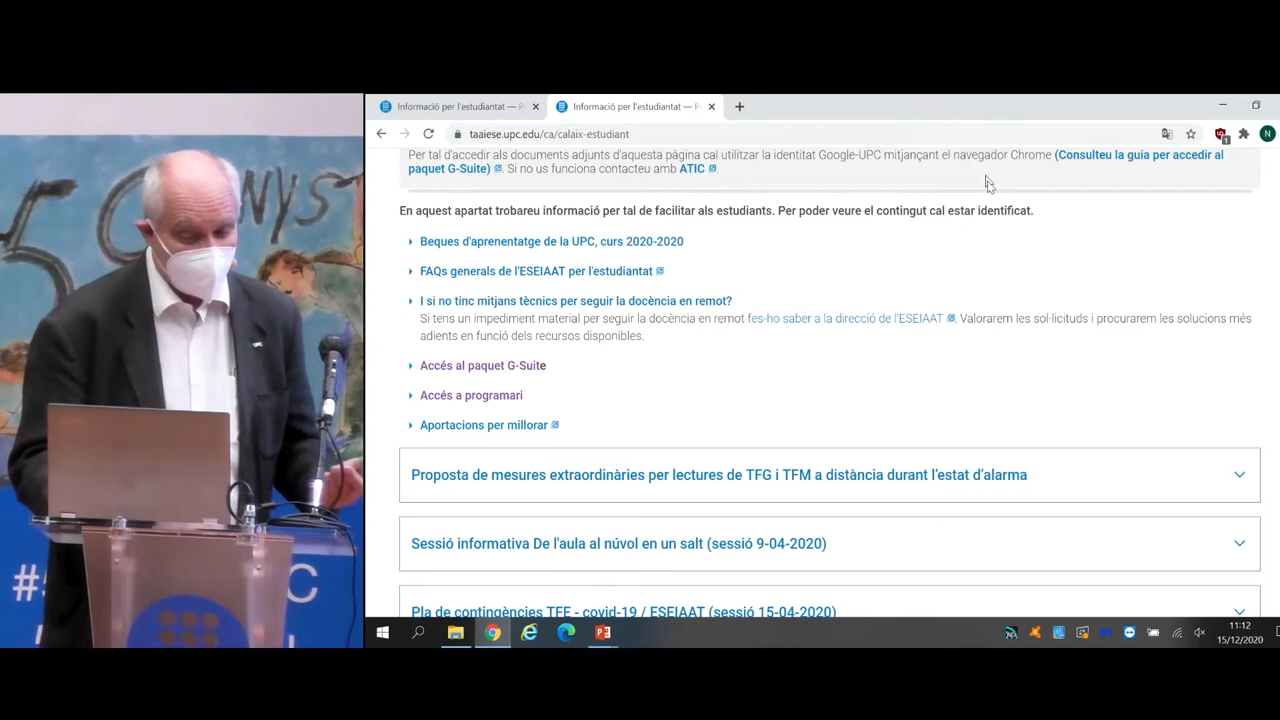 5
NYS
#
C
Informació per l'estudiantat — P
Informació per l'estudiantat — P
taaiese.upc.edu/ca/calaix-estudiant
1
N
Per tal d'accedir als documents adjunts d'aquesta pàgina cal utilitzar la identitat Google-UPC mitjançant el navegador Chrome (Consulteu la guia per accedir al
paquet G-Suite). Si no us funciona contacteu amb ATIC.
En aquest apartat trobareu informació per tal de facilitar als estudiants. Per poder veure el contingut cal estar identificat.
Beques d'aprenentatge de la UPC, curs 2020-2020
FAQs generals de l'ESEIAAT per l'estudiantat
I si no tinc mitjans tècnics per seguir la docència en remot?
Si tens un impediment material per seguir la docència en remot fes-ho saber a la direcció de l'ESEIAAT. Valorarem les sol·licituds i procurarem les solucions més
adients en funció dels recursos disponibles.
Accés al paquet G-Suite
Accés a programari
Aportacions per millorar
Proposta de mesures extraordinàries per lectures de TFG i TFM a distància durant l'estat d'alarma
Sessió informativa De l'aula al núvol en un salt (sessió 9-04-2020)
Pla de contingències TFE - covid-19 / ESEIAAT (sessió 15-04-2020)
11:12
15/12/2020